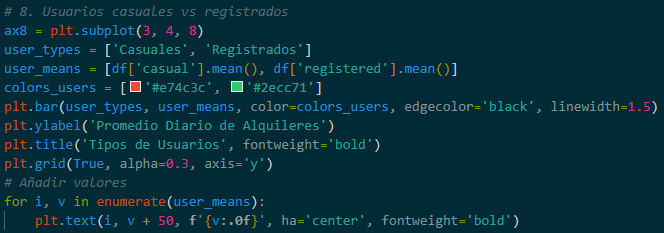 # 8. Usuarios casuales vs registrados
ax8 = plt.subplot(3, 4, 8)
user_types = ['Casuales', 'Registrados']
user_means = [df['casual'].mean(), df['registered'].mean()]
colors_users = ['#e74c3c', '#2ecc71']
plt.bar(user_types, user_means, color=colors_users, edgecolor='black', linewidth=1.5)
plt.ylabel('Promedio Diario de Alquileres')
plt.title('Tipos de Usuarios', fontweight='bold')
plt.grid(True, alpha=0.3, axis='y')
# Añadir valores
for i, v in enumerate(user_means):
    plt.text(i, v + 50, f'{v:.0f}', ha='center', fontweight='bold')